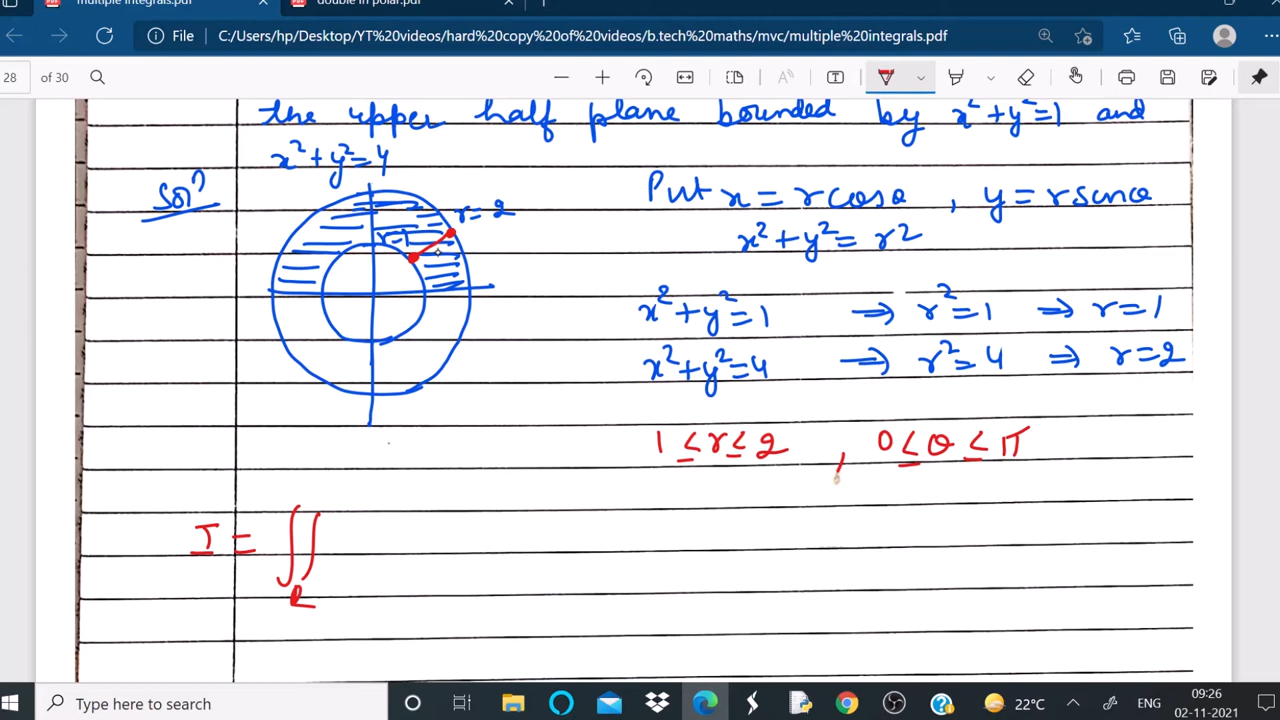 multiple integrals.pdf
double in polar.pdf
File C:/Users/hp/Desktop/YT%20videos/hard%20copy%20of%20videos/b.tech%20maths/mvc/multiple%20integrals.pdf
28 of 30
the upper half plane bounded by x²+y²=1 and
x²+y²=4
Solⁿ
r=2
r=1
Put x = r cosθ , y = r sinθ
x²+y² = r²
x²+y²=1 ⇒ r²=1 ⇒ r=1
x²+y²=4 ⇒ r²=4 ⇒ r=2
1 ≤ r ≤ 2 , 0 ≤ θ ≤ π
I = ∬
R
Type here to search
22°C
ENG
09:26
02-11-2021